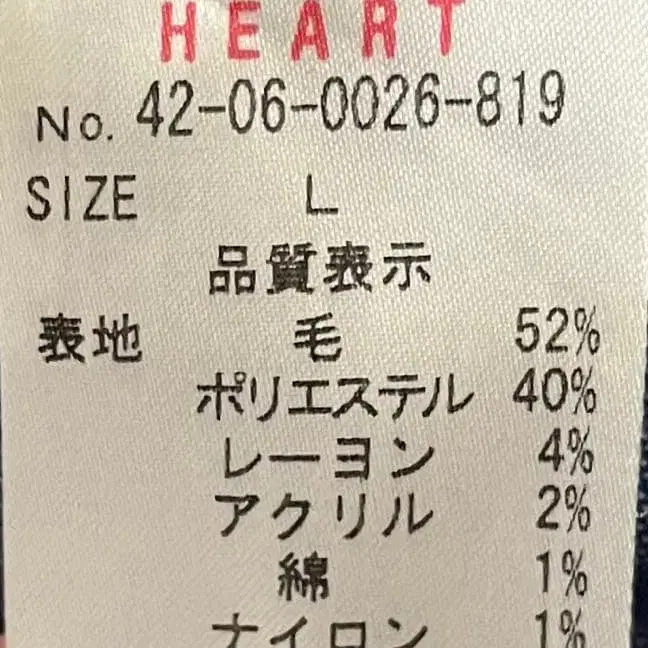 HEART
No. 42-06-0026-819
SIZE L
品質表示
表地 毛 52%
ポリエステル 40%
レーヨン 4%
アクリル 2%
綿 1%
ナイロン 1%